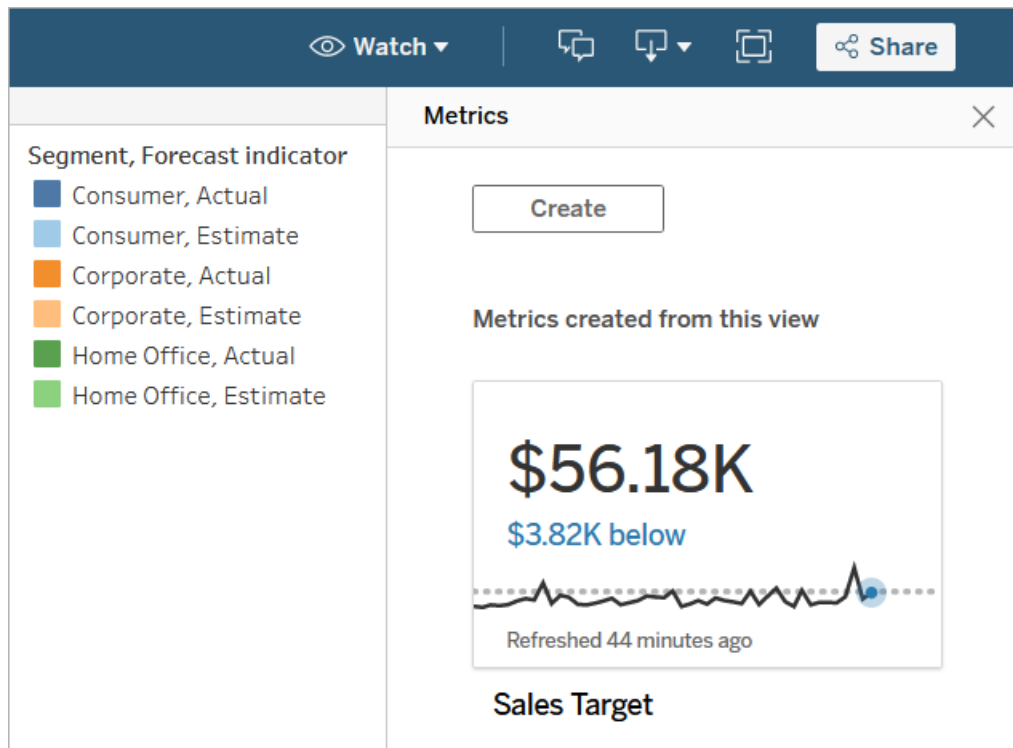 Watch
Share
Metrics
Segment, Forecast indicator
Consumer, Actual
Consumer, Estimate
Corporate, Actual
Corporate, Estimate
Home Office, Actual
Home Office, Estimate
Create
Metrics created from this view
$56.18K
$3.82K below
Refreshed 44 minutes ago
Sales Target